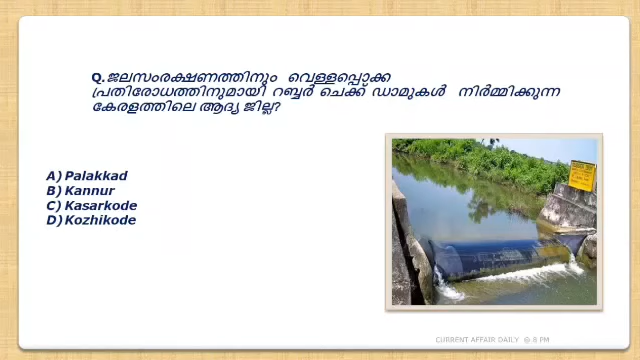 Q.ജലസംരക്ഷണത്തിനും വെള്ളപ്പൊക്ക
പ്രതിരോധത്തിനുമായി റബ്ബർ ചെക്ക് ഡാമുകൾ നിർമ്മിക്കുന്ന
കേരളത്തിലെ ആദ്യ ജില്ല?
A) Palakkad
B) Kannur
C) Kasarkode
D) Kozhikode
CURRENT AFFAIR DAILY @ 8 PM